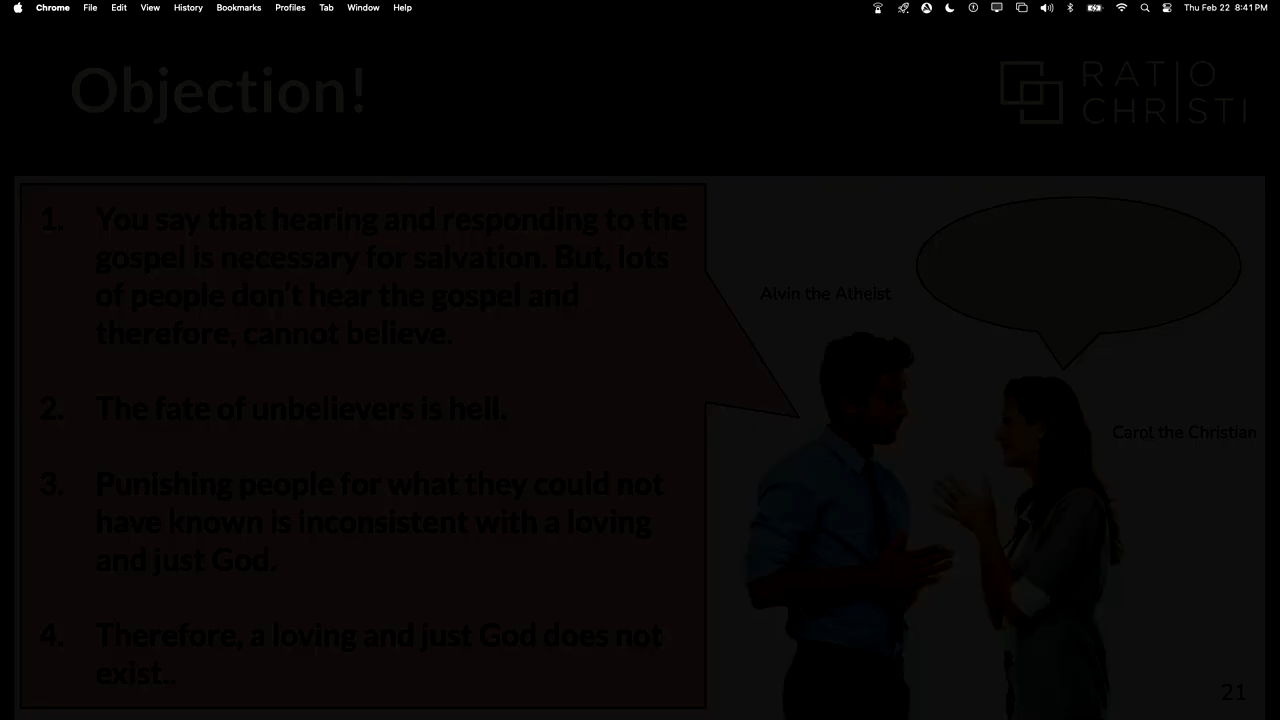 Chrome File Edit View History Bookmarks Profiles Tab Window Help Thu Feb 22 8:41 PM
Objection!
RATIO
CHRISTI
1. You say that hearing and responding to the
gospel is necessary for salvation. But, lots
of people don't hear the gospel and
therefore, cannot believe.
Alvin the Atheist
2. The fate of unbelievers is hell.
Carol the Christian
3. Punishing people for what they could not
have known is inconsistent with a loving
and just God.
4. Therefore, a loving and just God does not
exist..
21